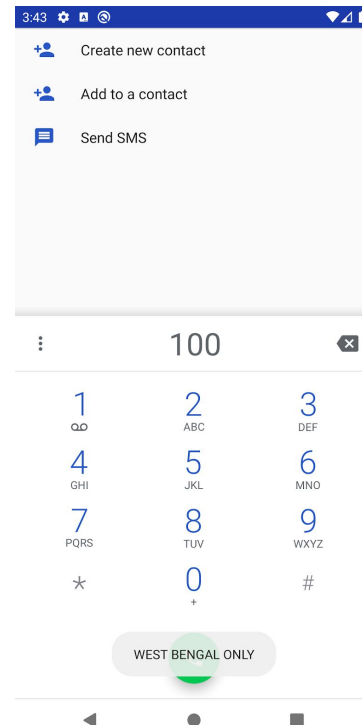 3:43
Create new contact
Add to a contact
Send SMS
100
1 2 3
ABC DEF
4 5 6
GHI JKL MNO
7 8 9
PQRS TUV WXYZ
* 0 #
+
WEST BENGAL ONLY